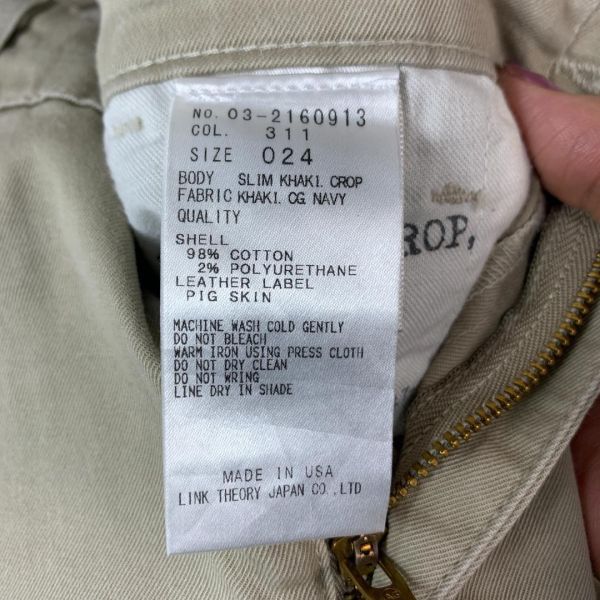 No. 03-2160913
COL. 311
SIZE 024
BODY SLIM KHAKI. CROP
FABRIC KHAKI. CG NAVY
QUALITY
SHELL
98% COTTON
2% POLYURETHANE
LEATHER LABEL
PIG SKIN
ROP,
MACHINE WASH COLD GENTLY
DO NOT BLEACH
WARM IRON USING PRESS CLOTH
DO NOT DRY CLEAN
DO NOT WRING
LINE DRY IN SHADE
MADE IN USA
LINK THEORY JAPAN CO.,LTD